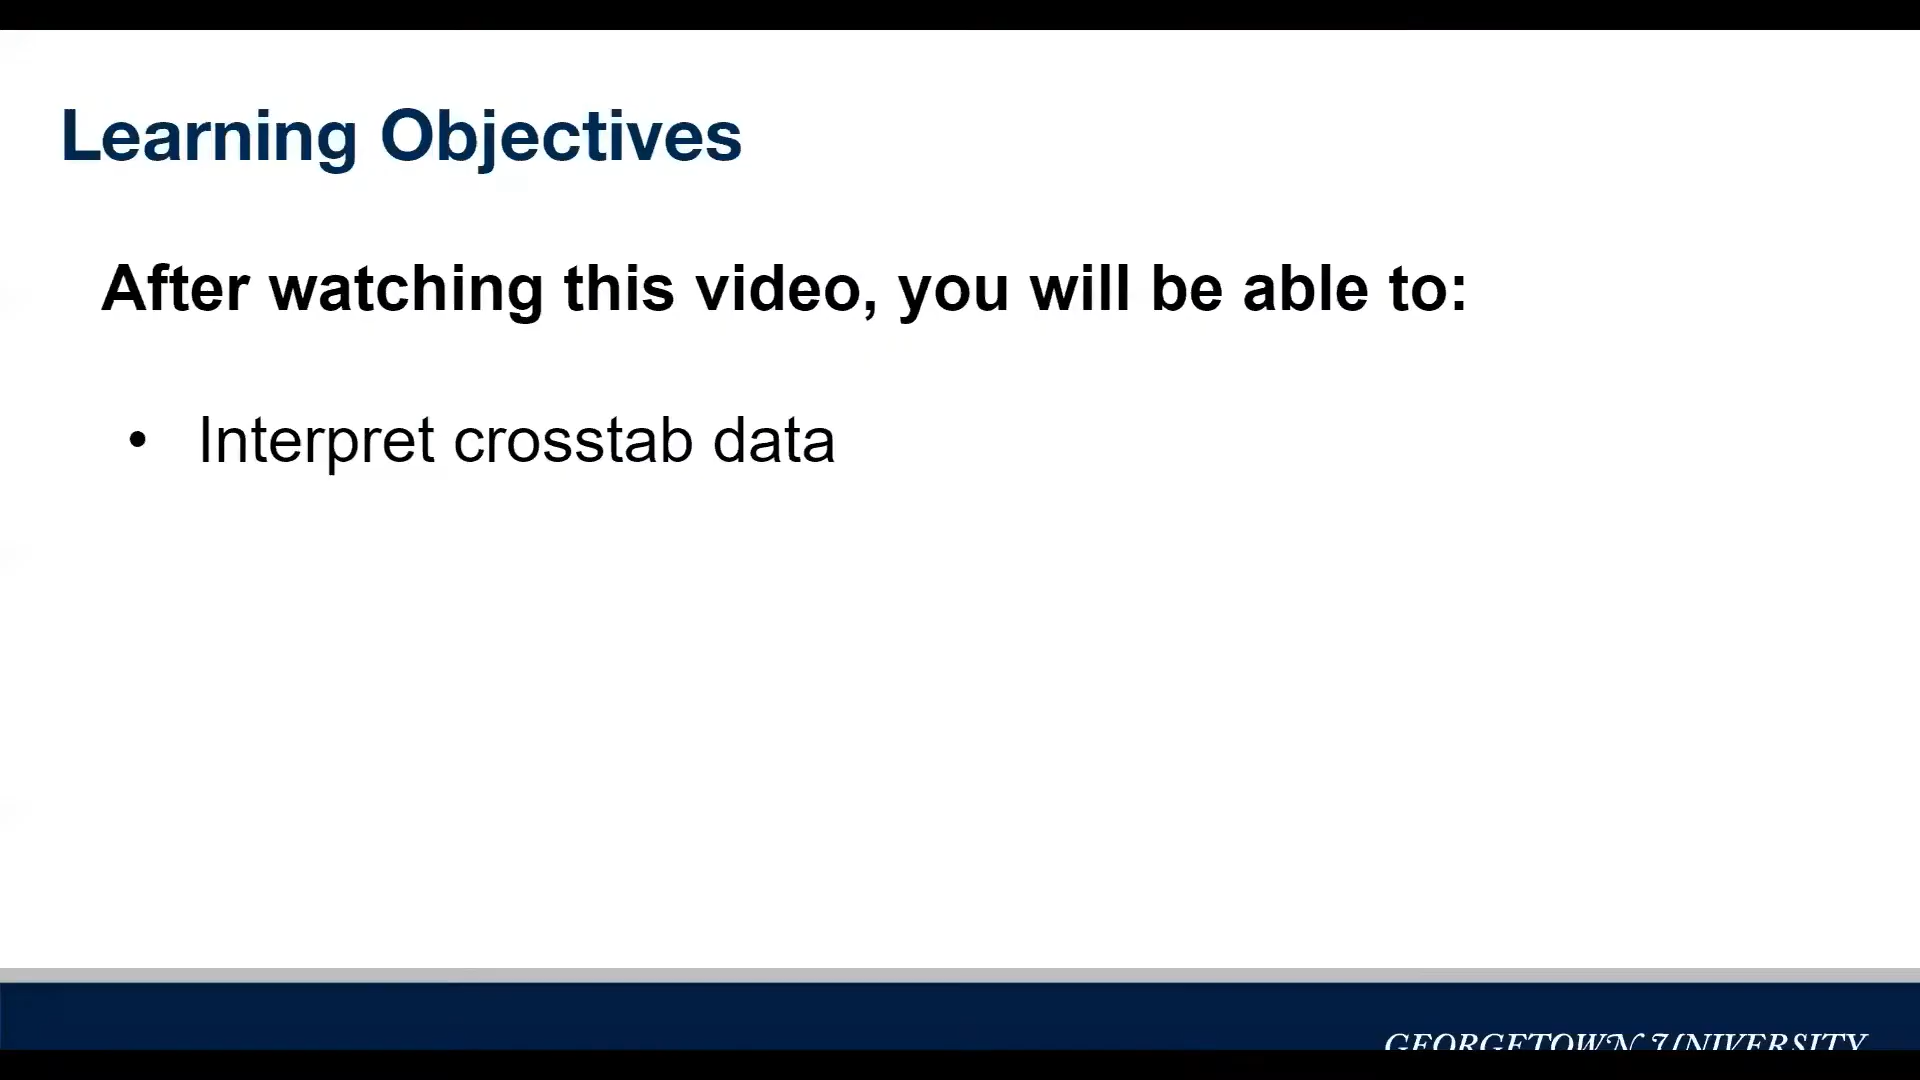 Learning Objectives
After watching this video, you will be able to:
• Interpret crosstab data
GEORGETOWN UNIVERSITY